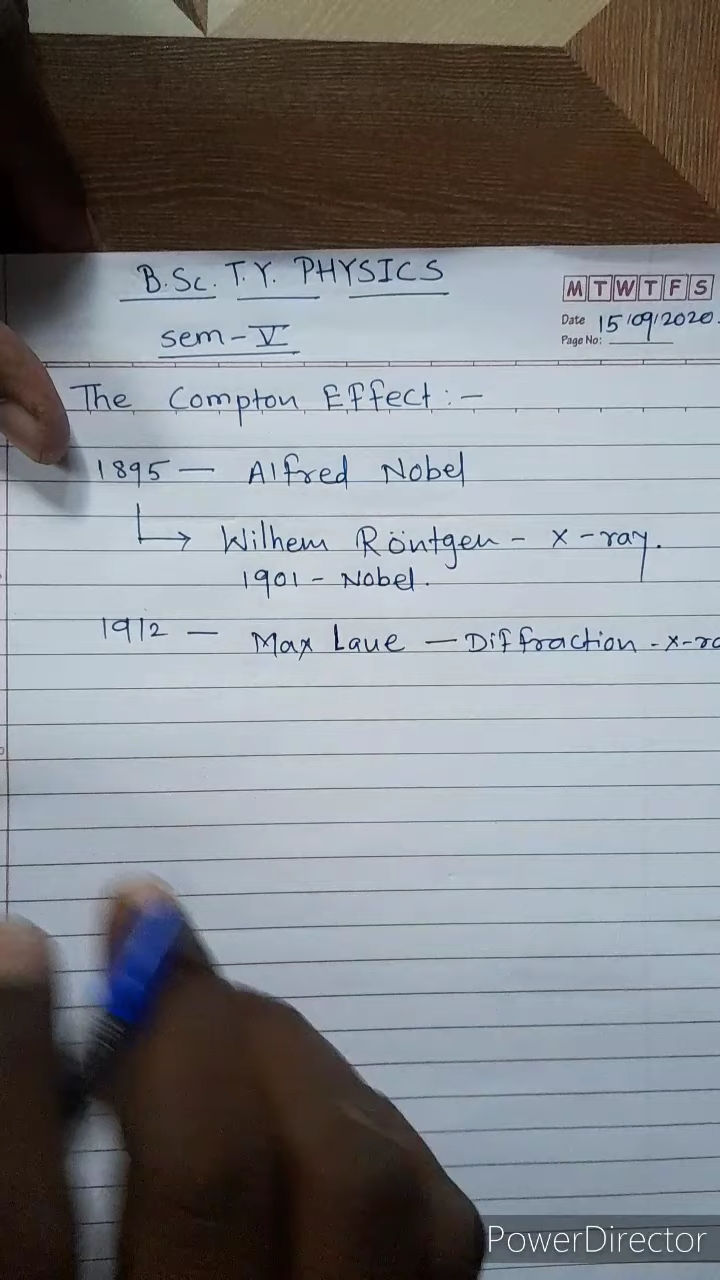 B.Sc. T.Y. PHYSICS
M T W T F S
Date 15/09/2020.
Page No:
sem - V
The Compton Effect :-
1895 — Alfred Nobel
Wilhem Röntgen - x-ray.
1901 - Nobel.
1912 — Max Laue — Diffraction - x-ra
PowerDirector